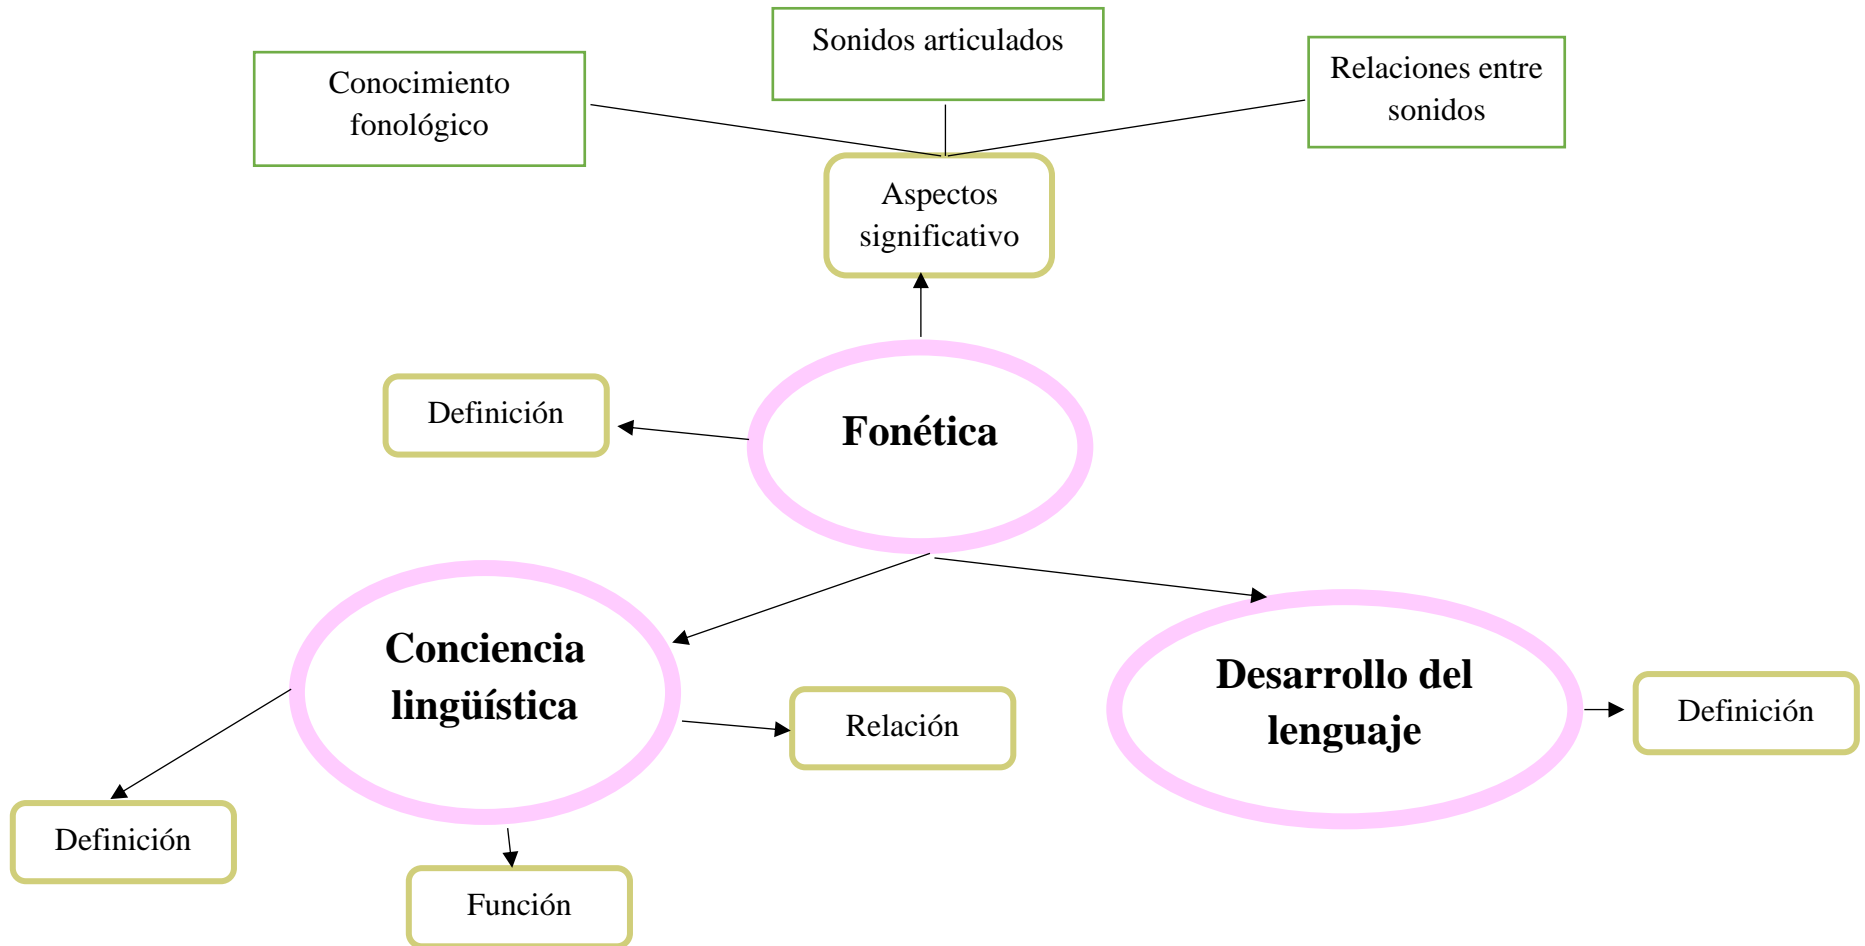 Sonidos articulados
Conocimiento
fonológico
Relaciones entre
sonidos
Aspectos
significativo
Definición
Fonética
Conciencia
lingüística
Desarrollo del
lenguaje
Relación
Definición
Definición
Función